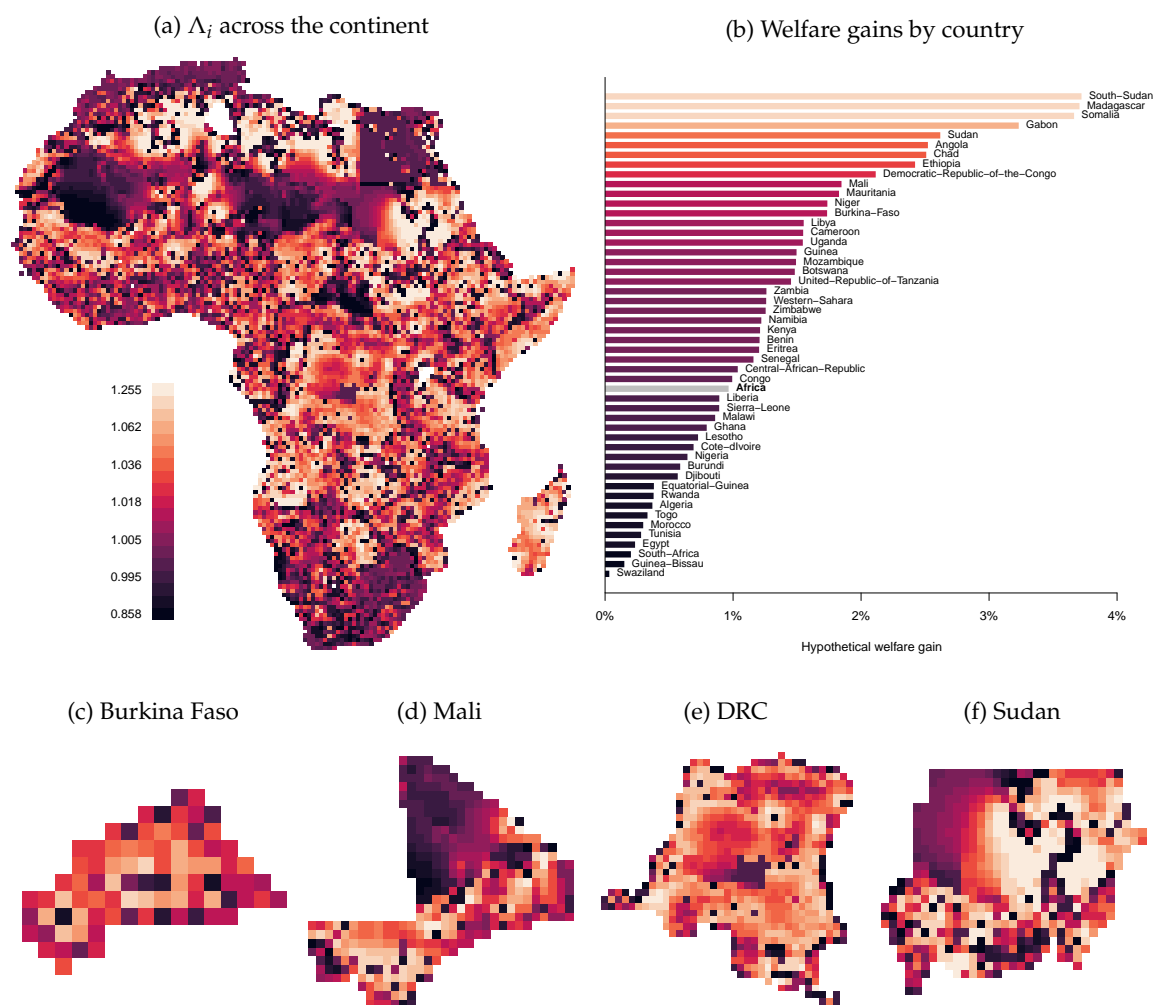 (a) Λi across the continent
(b) Welfare gains by country
South−Sudan
Madagascar
Somalia
Gabon
Sudan
Angola
Chad
Ethiopia
Democratic−Republic−of−the−Congo
Mali
Mauritania
Niger
Burkina−Faso
Libya
Cameroon
Uganda
Guinea
Mozambique
Botswana
United−Republic−of−Tanzania
Zambia
Western−Sahara
Zimbabwe
Namibia
Kenya
Benin
Eritrea
Senegal
Central−African−Republic
Congo
Africa
Liberia
Sierra−Leone
Malawi
Ghana
Lesotho
Cote−dIvoire
Nigeria
Burundi
Djibouti
Equatorial−Guinea
Rwanda
Algeria
Togo
Morocco
Tunisia
Egypt
South−Africa
Guinea−Bissau
Swaziland
1.255
1.062
1.036
1.018
1.005
0.995
0.858
0% 1% 2% 3% 4%
Hypothetical welfare gain
(c) Burkina Faso
(d) Mali
(e) DRC
(f) Sudan